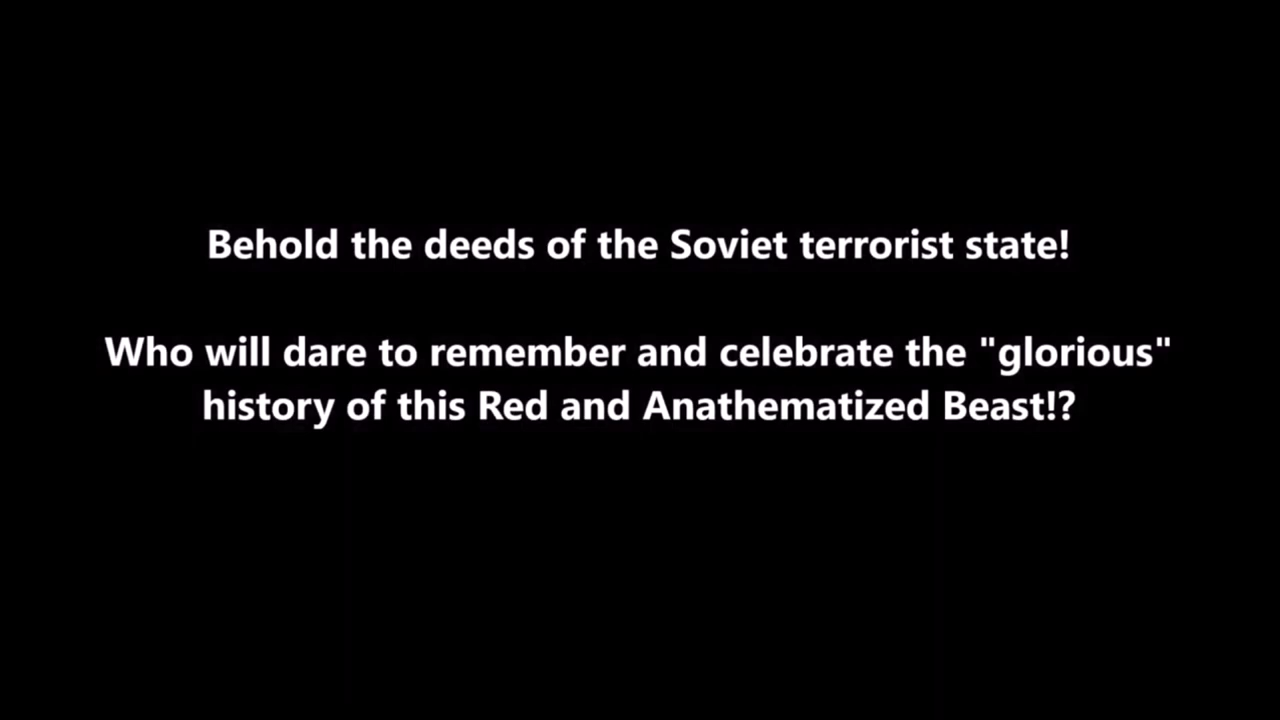 Behold the deeds of the Soviet terrorist state!
Who will dare to remember and celebrate the "glorious"
history of this Red and Anathematized Beast!?